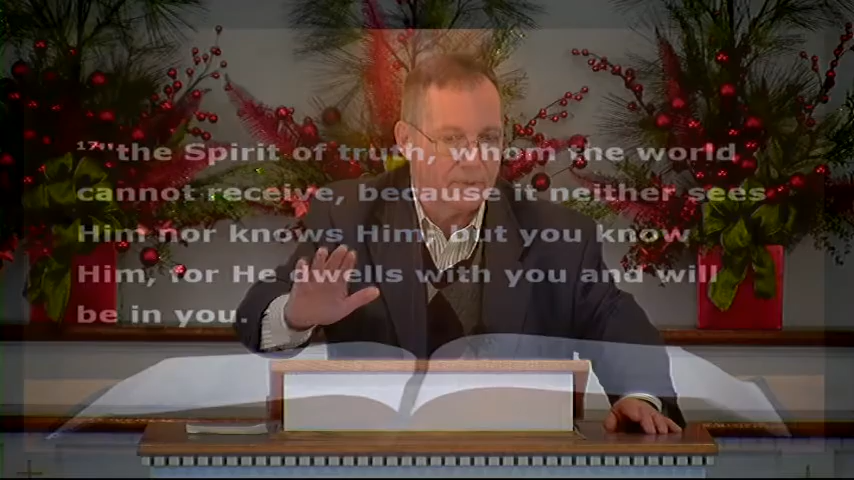 ¹⁷"the Spirit of truth, whom the world
cannot receive, because it neither sees
Him nor knows Him; but you know
Him, for He dwells with you and will
be in you.